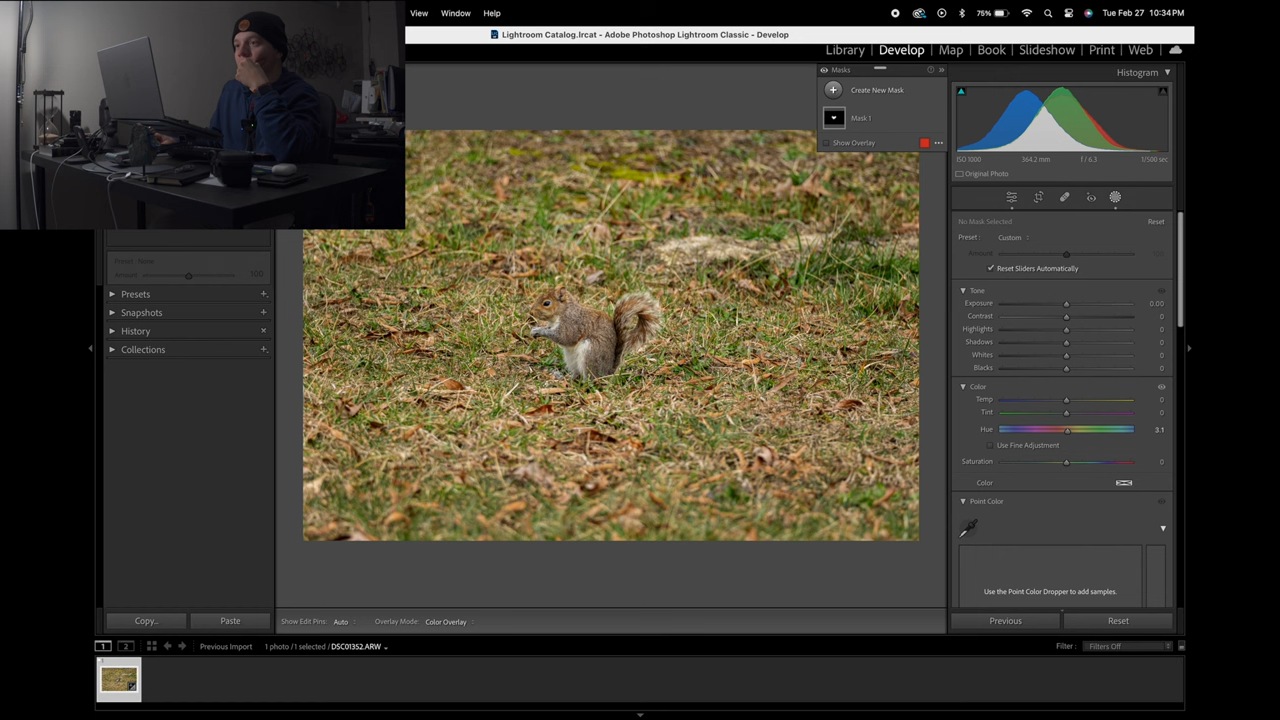 View Window Help 75% Tue Feb 27 10:34PM
Lightroom Catalog.lrcat - Adobe Photoshop Lightroom Classic - Develop
Library Develop Map Book Slideshow Print Web
Masks
Create New Mask
Mask 1
Show Overlay
Histogram
ISO 1000 364.2 mm f / 6.3 1/500 sec
Original Photo
No Mask Selected Reset
Preset : Custom
Amount
Reset Sliders Automatically
Tone
Exposure 0.00
Contrast 0
Highlights 0
Shadows 0
Whites 0
Blacks 0
Color
Temp 0
Tint 0
Hue 3.1
Use Fine Adjustment
Saturation 0
Color
Point Color
Use the Point Color Dropper to add samples.
Previous Reset
Preset : None
Amount 100
Presets
Snapshots
History
Collections
Copy... Paste
Show Edit Pins: Auto Overlay Mode: Color Overlay
1 2 Previous Import 1 photo / 1 selected / DSC01352.ARW
Filter : Filters Off